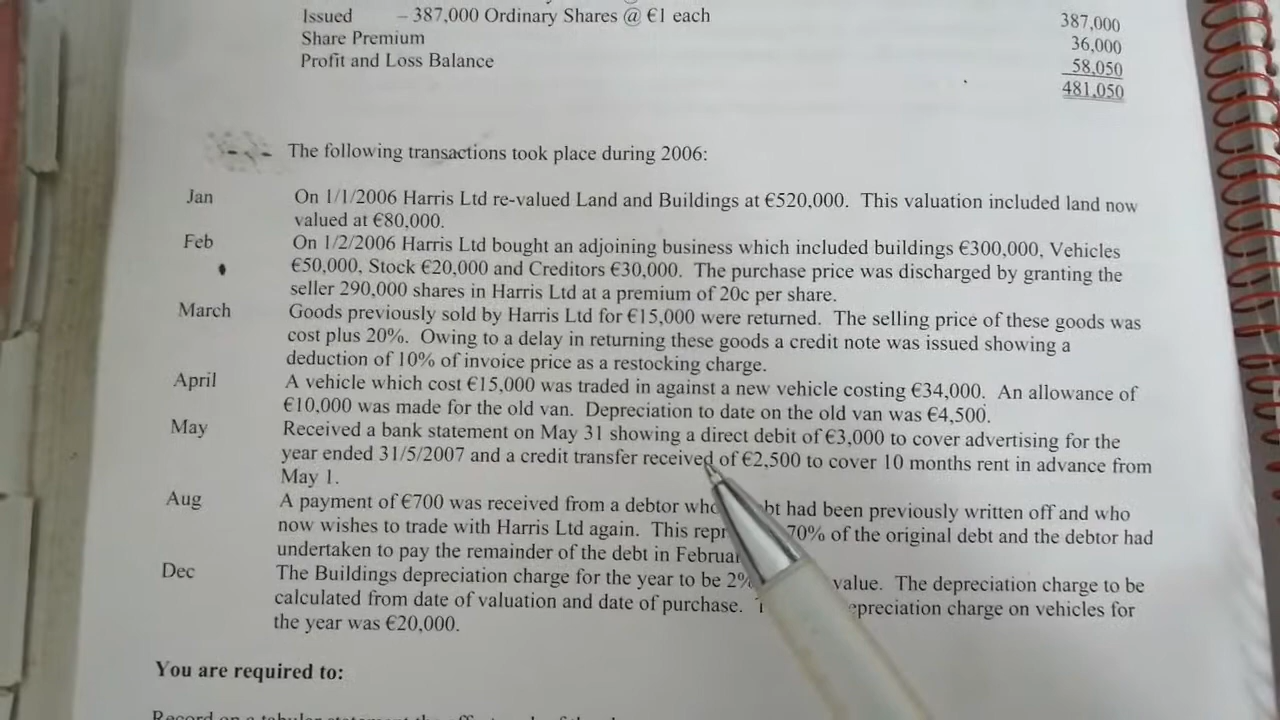 Issued – 387,000 Ordinary Shares @ €1 each 387,000
Share Premium 36,000
Profit and Loss Balance 58,050
481,050
The following transactions took place during 2006:
Jan On 1/1/2006 Harris Ltd re-valued Land and Buildings at €520,000. This valuation included land now
valued at €80,000.
Feb On 1/2/2006 Harris Ltd bought an adjoining business which included buildings €300,000, Vehicles
€50,000, Stock €20,000 and Creditors €30,000. The purchase price was discharged by granting the
seller 290,000 shares in Harris Ltd at a premium of 20c per share.
March Goods previously sold by Harris Ltd for €15,000 were returned. The selling price of these goods was
cost plus 20%. Owing to a delay in returning these goods a credit note was issued showing a
deduction of 10% of invoice price as a restocking charge.
April A vehicle which cost €15,000 was traded in against a new vehicle costing €34,000. An allowance of
€10,000 was made for the old van. Depreciation to date on the old van was €4,500.
May Received a bank statement on May 31 showing a direct debit of €3,000 to cover advertising for the
year ended 31/5/2007 and a credit transfer received of €2,500 to cover 10 months rent in advance from
May 1.
Aug A payment of €700 was received from a debtor had been previously written off and who
now wishes to trade with Harris Ltd again. This 70% of the original debt and the debtor had
undertaken to pay the remainder of the debt in
Dec The Buildings depreciation charge for the year to be 2% value. The depreciation charge to be
calculated from date of valuation and date of purchase. depreciation charge on vehicles for
the year was €20,000.
You are required to:
Record on a tabular statement the